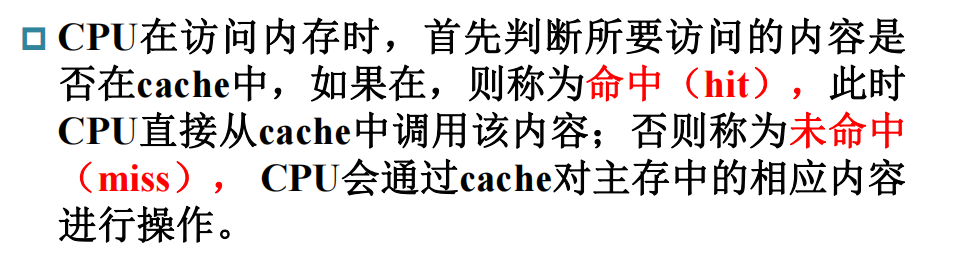 CPU在访问内存时，首先判断所要访问的内容是
否在cache中，如果在，则称为命中（hit），此时
CPU直接从cache中调用该内容；否则称为未命中
（miss）， CPU会通过cache对主存中的相应内容
进行操作。